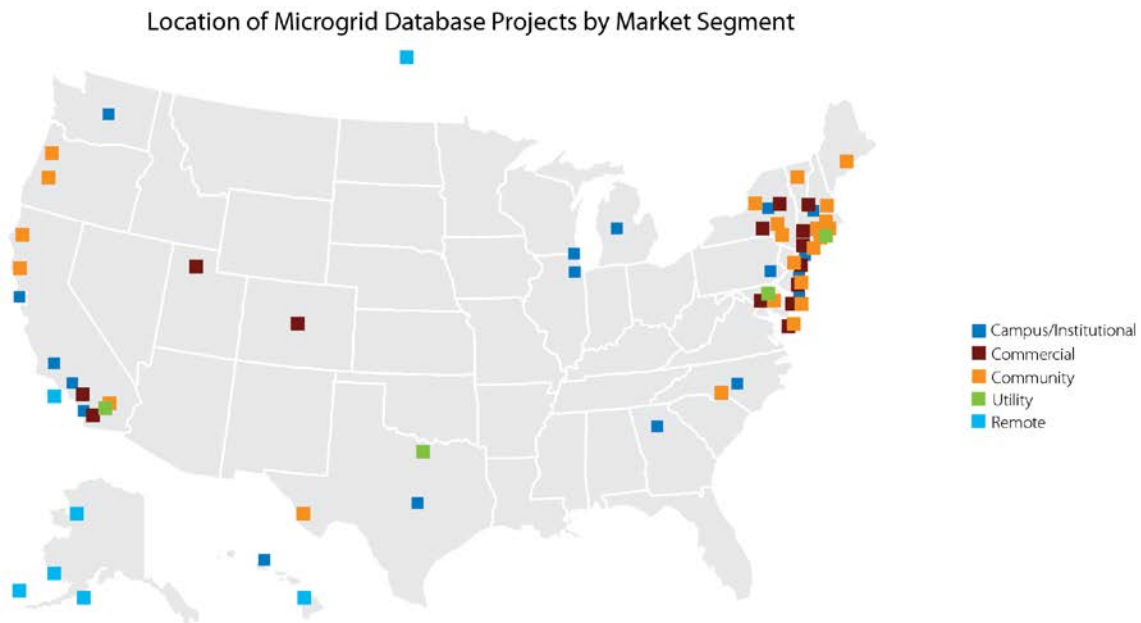 Location of Microgrid Database Projects by Market Segment
Campus/Institutional
Commercial
Community
Utility
Remote